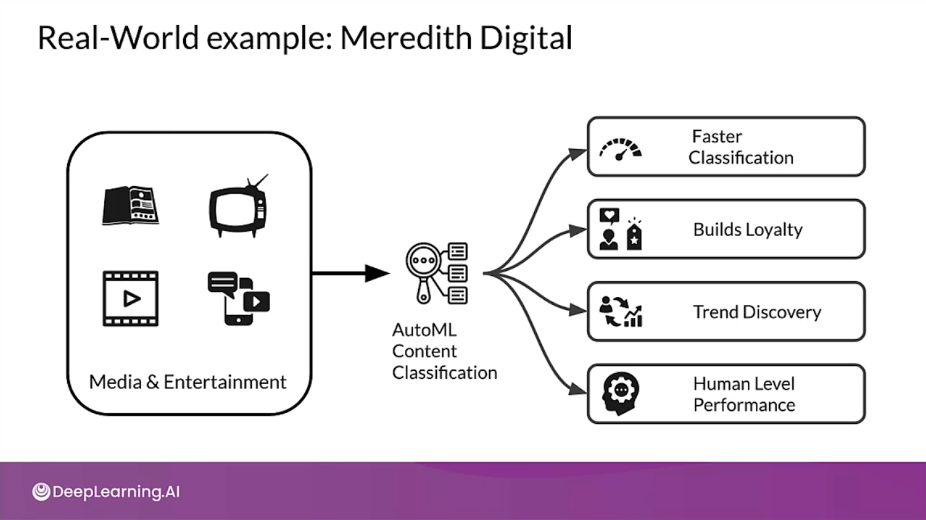 Real-World example: Meredith Digital
Media & Entertainment
AutoML
Content
Classification
Faster
Classification
Builds Loyalty
Trend Discovery
Human Level
Performance
DeepLearning.AI